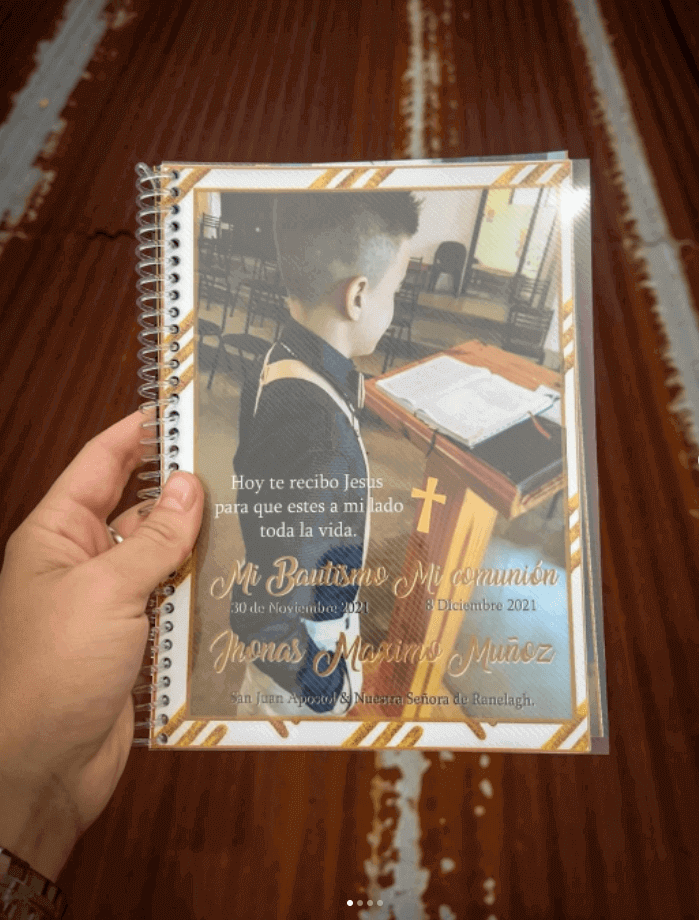 Hoy te recibo Jesus
para que estes a mi lado
toda la vida.
Mi Bautismo Mi comunión
30 de Noviembre 2021 8 Diciembre 2021
Jhonas Maximo Muñoz
San Juan Apostol & Nuestra Señora de Ranelagh.